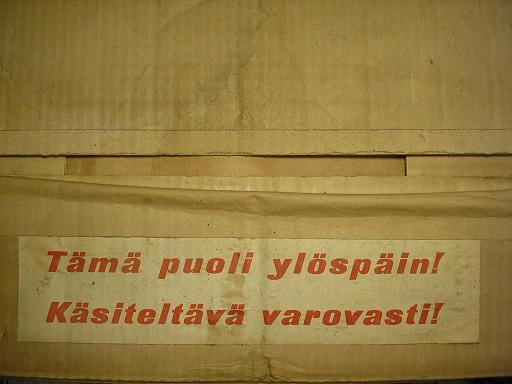 Tämä puoli ylöspäin!
Käsiteltävä varovasti!